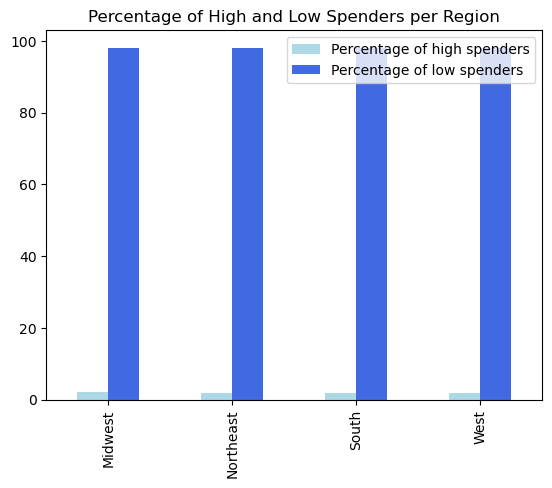 Percentage of High and Low Spenders per Region
Percentage of high spenders
Percentage of low spenders
100
80
60
40
20
0
Midwest
Northeast
South
West